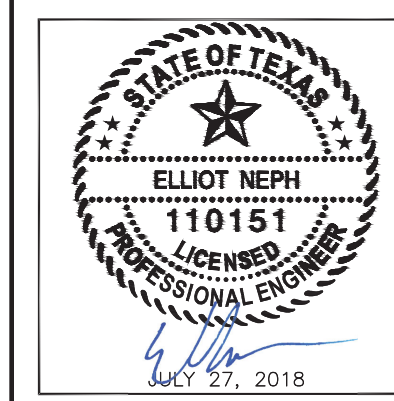 STATE OF TEXAS
ELLIOT NEPH
110151
LICENSED
PROFESSIONAL ENGINEER
JULY 27, 2018